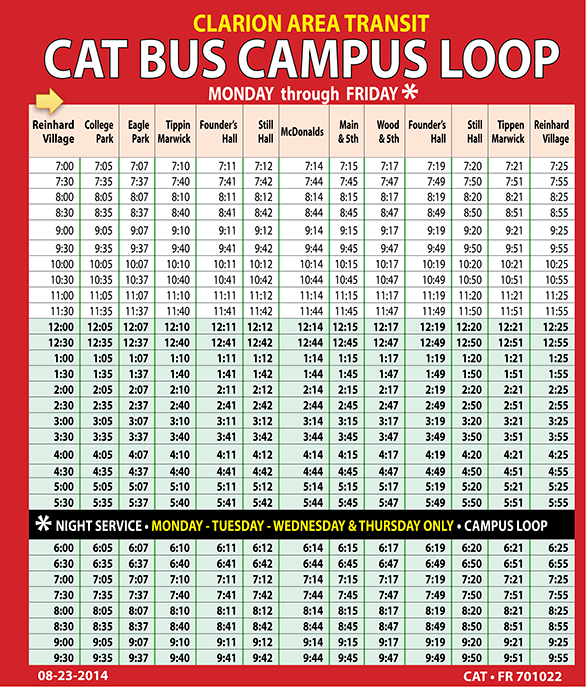 CLARION AREA TRANSIT
CAT BUS CAMPUS LOOP
MONDAY through FRIDAY *
Reinhard Village College Park Eagle Park Tippin Marwick Founder's Hall Still Hall McDonalds Main & 5th Wood & 5th Founder's Hall Still Hall Tippen Marwick Reinhard Village
7:00 7:05 7:07 7:10 7:11 7:12 7:14 7:15 7:17 7:19 7:20 7:21 7:25
7:30 7:35 7:37 7:40 7:41 7:42 7:44 7:45 7:47 7:49 7:50 7:51 7:55
8:00 8:05 8:07 8:10 8:11 8:12 8:14 8:15 8:17 8:19 8:20 8:21 8:25
8:30 8:35 8:37 8:40 8:41 8:42 8:44 8:45 8:47 8:49 8:50 8:51 8:55
9:00 9:05 9:07 9:10 9:11 9:12 9:14 9:15 9:17 9:19 9:20 9:21 9:25
9:30 9:35 9:37 9:40 9:41 9:42 9:44 9:45 9:47 9:49 9:50 9:51 9:55
10:00 10:05 10:07 10:10 10:11 10:12 10:14 10:15 10:17 10:19 10:20 10:21 10:25
10:30 10:35 10:37 10:40 10:41 10:42 10:44 10:45 10:47 10:49 10:50 10:51 10:55
11:00 11:05 11:07 11:10 11:11 11:12 11:14 11:15 11:17 11:19 11:20 11:21 11:25
11:30 11:35 11:37 11:40 11:41 11:42 11:44 11:45 11:47 11:49 11:50 11:51 11:55
12:00 12:05 12:07 12:10 12:11 12:12 12:14 12:15 12:17 12:19 12:20 12:21 12:25
12:30 12:35 12:37 12:40 12:41 12:42 12:44 12:45 12:47 12:49 12:50 12:51 12:55
1:00 1:05 1:07 1:10 1:11 1:12 1:14 1:15 1:17 1:19 1:20 1:21 1:25
1:30 1:35 1:37 1:40 1:41 1:42 1:44 1:45 1:47 1:49 1:50 1:51 1:55
2:00 2:05 2:07 2:10 2:11 2:12 2:14 2:15 2:17 2:19 2:20 2:21 2:25
2:30 2:35 2:37 2:40 2:41 2:42 2:44 2:45 2:47 2:49 2:50 2:51 2:55
3:00 3:05 3:07 3:10 3:11 3:12 3:14 3:15 3:17 3:19 3:20 3:21 3:25
3:30 3:35 3:37 3:40 3:41 3:42 3:44 3:45 3:47 3:49 3:50 3:51 3:55
4:00 4:05 4:07 4:10 4:11 4:12 4:14 4:15 4:17 4:19 4:20 4:21 4:25
4:30 4:35 4:37 4:40 4:41 4:42 4:44 4:45 4:47 4:49 4:50 4:51 4:55
5:00 5:05 5:07 5:10 5:11 5:12 5:14 5:15 5:17 5:19 5:20 5:21 5:25
5:30 5:35 5:37 5:40 5:41 5:42 5:44 5:45 5:47 5:49 5:50 5:51 5:55
* NIGHT SERVICE • MONDAY - TUESDAY - WEDNESDAY & THURSDAY ONLY • CAMPUS LOOP
6:00 6:05 6:07 6:10 6:11 6:12 6:14 6:15 6:17 6:19 6:20 6:21 6:25
6:30 6:35 6:37 6:40 6:41 6:42 6:44 6:45 6:47 6:49 6:50 6:51 6:55
7:00 7:05 7:07 7:10 7:11 7:12 7:14 7:15 7:17 7:19 7:20 7:21 7:25
7:30 7:35 7:37 7:40 7:41 7:42 7:44 7:45 7:47 7:49 7:50 7:51 7:55
8:00 8:05 8:07 8:10 8:11 8:12 8:14 8:15 8:17 8:19 8:20 8:21 8:25
8:30 8:35 8:37 8:40 8:41 8:42 8:44 8:45 8:47 8:49 8:50 8:51 8:55
9:00 9:05 9:07 9:10 9:11 9:12 9:14 9:15 9:17 9:19 9:20 9:21 9:25
9:30 9:35 9:37 9:40 9:41 9:42 9:44 9:45 9:47 9:49 9:50 9:51 9:55
08-23-2014 CAT • FR 701022